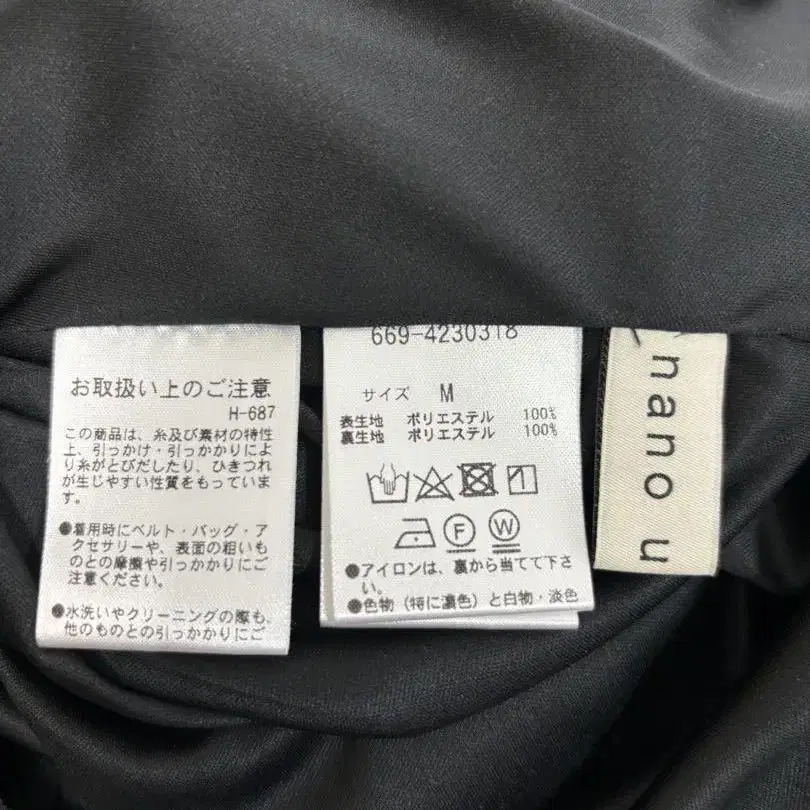 お取扱い上のご注意
H-687
この商品は、糸及び素材の特性
上、引っかけ・引っかかりによ
り糸がとびだしたり、ひきつれ
が生じやすい性質をもっていま
す。
●着用時にベルト・バッグ・ア
クセサリーや、表面の粗いも
のとの摩擦や引っかかりにご
注意ください。
●水洗いやクリーニングの際も、
他のものとの引っかかりにご
669-4230318
サイズ M
表生地 ポリエステル 100%
裏生地 ポリエステル 100%
F
W
●アイロンは、裏から当てて下さ
い。
●色物（特に濃色）と白物・淡色
nano u